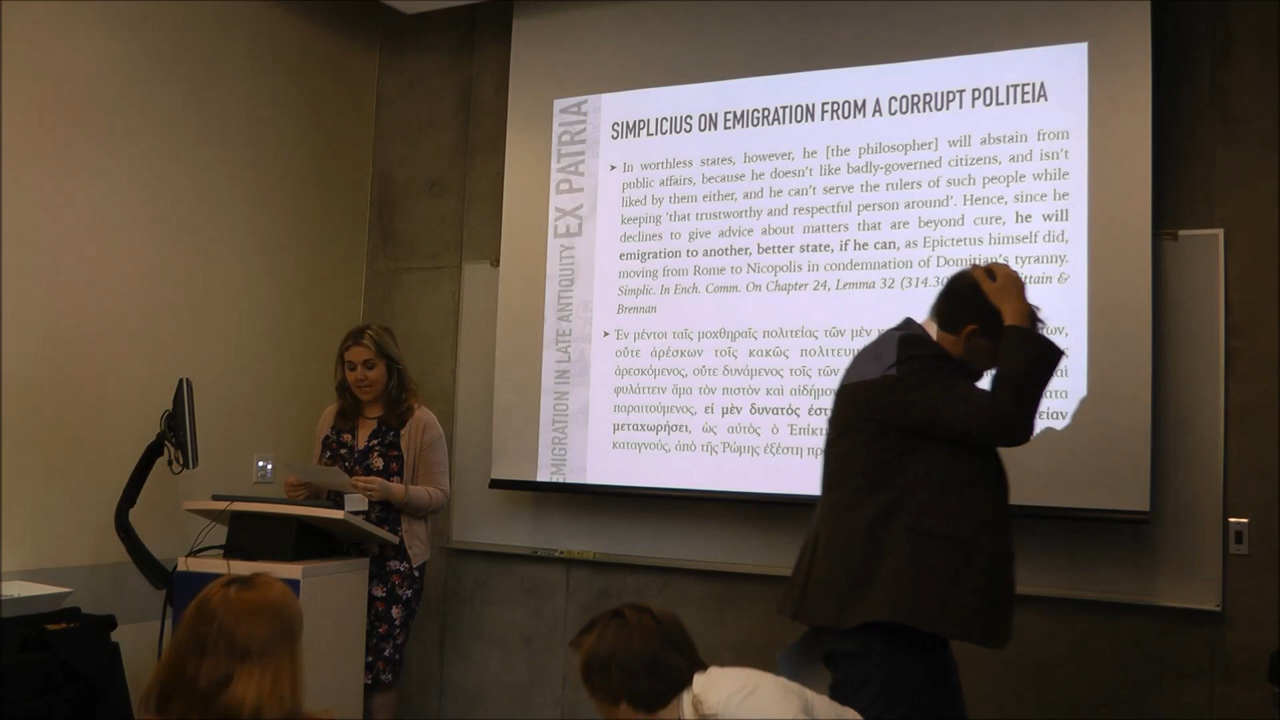 EMIGRATION IN LATE ANTIQUITY EX PATRIA
SIMPLICIUS ON EMIGRATION FROM A CORRUPT POLITEIA
➤ In worthless states, however, he [the philosopher] will abstain from
public affairs, because he doesn't like badly-governed citizens, and isn't
liked by them either, and he can't serve the rulers of such people while
keeping 'that trustworthy and respectful person around'. Hence, since he
declines to give advice about matters that are beyond cure, he will
emigration to another, better state, if he can, as Epictetus himself did,
moving from Rome to Nicopolis in condemnation of Domitian's tyranny.
Simplic. In Ench. Comm. On Chapter 24, Lemma 32 (314.30 &
Brennan
➤ Ἐν μέντοι ταῖς μοχθηραῖς πολιτείας τῶν μὲν
οὔτε ἀρέσκων τοῖς κακῶς
ἀρεσκόμενος, οὔτε δυνάμενος τοῖς τῶν
φυλάττειν ἅμα τὸν πιστὸν καὶ
παραιτούμενος, εἰ μὲν δυνατός
μεταχωρήσει, ὡς αὐτὸς ὁ
καταγνούς, ἀπὸ τῆς Ῥώμης ἐξέστη